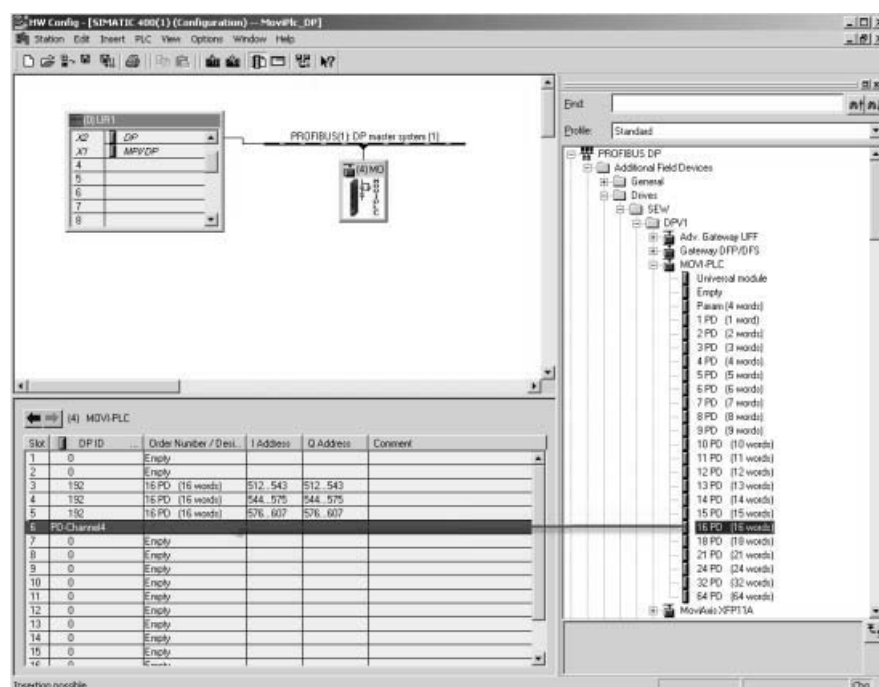 HW Config - [SIMATIC 400(1) (Configuration) -- MoviPlc_DP]
Station Edit Insert PLC View Options Window Help
(0) UR1
X2 DP
X1 MPI/DP
4
5
6
7
8
PROFIBUS(1): DP master system (1)
(4) MO
MOVIPLC
Find:
Profile: Standard
PROFIBUS DP
Additional Field Devices
General
Drives
SEW
DPV1
Adv. Gateway UFF
Gateway DFP/DFS
MOVI-PLC
Universal module
Empty
Param (4 words)
1 PD (1 word)
2 PD (2 words)
3 PD (3 words)
4 PD (4 words)
5 PD (5 words)
6 PD (6 words)
7 PD (7 words)
8 PD (8 words)
9 PD (9 words)
10 PD (10 words)
11 PD (11 words)
12 PD (12 words)
13 PD (13 words)
14 PD (14 words)
15 PD (15 words)
16 PD (16 words)
18 PD (18 words)
21 PD (21 words)
24 PD (24 words)
32 PD (32 words)
64 PD (64 words)
MoviAxis XFP11A
(4) MOVI-PLC
Slot DP ID ... Order Number / Desi... I Address Q Address Comment
1 0 Empty
2 0 Empty
3 192 16 PD (16 words) 512...543 512...543
4 192 16 PD (16 words) 544...575 544...575
5 192 16 PD (16 words) 576...607 576...607
6 PD-Channel4
7 0 Empty
8 0 Empty
9 0 Empty
10 0 Empty
11 0 Empty
12 0 Empty
13 0 Empty
14 0 Empty
15 0 Empty
16 0 Empty
Insertion possible
Chg